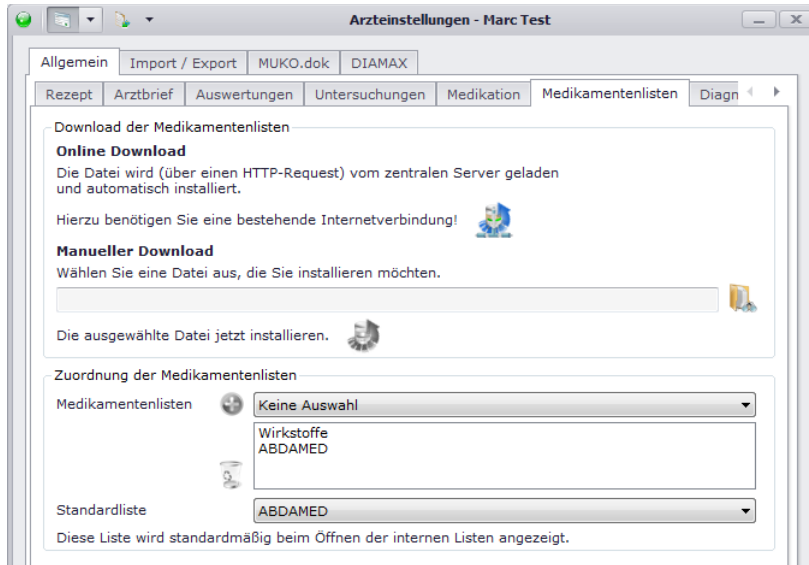 Arzteinstellungen - Marc Test
Allgemein Import / Export MUKO.dok DIAMAX
Rezept Arztbrief Auswertungen Untersuchungen Medikation Medikamentenlisten Diagn
Download der Medikamentenlisten
Online Download
Die Datei wird (über einen HTTP-Request) vom zentralen Server geladen
und automatisch installiert.
Hierzu benötigen Sie eine bestehende Internetverbindung!
Manueller Download
Wählen Sie eine Datei aus, die Sie installieren möchten.
Die ausgewählte Datei jetzt installieren.
Zuordnung der Medikamentenlisten
Medikamentenlisten Keine Auswahl
Wirkstoffe
ABDAMED
Standardliste ABDAMED
Diese Liste wird standardmäßig beim Öffnen der internen Listen angezeigt.